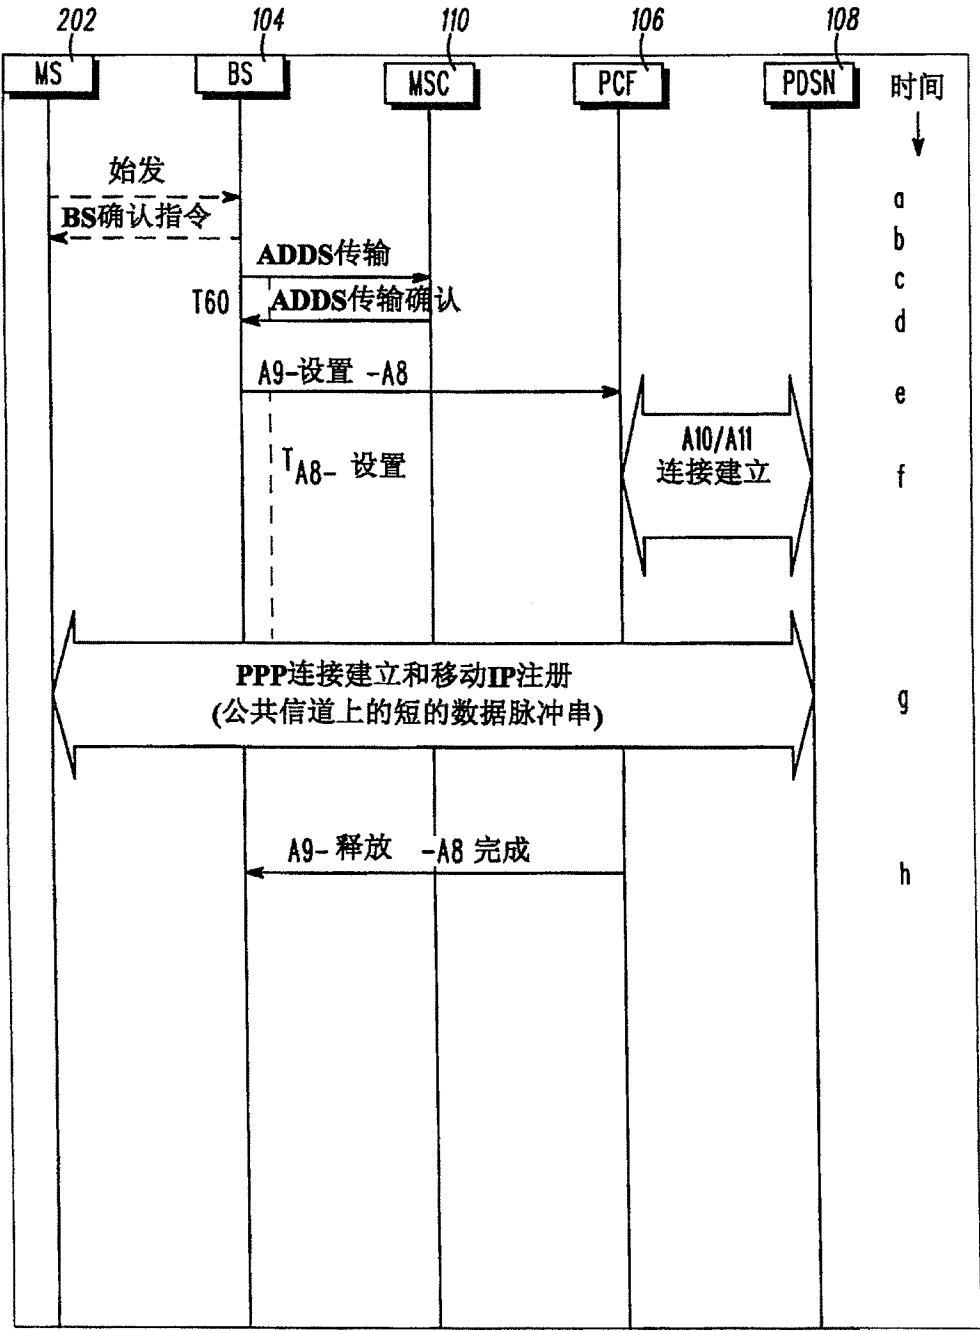 202 104 110 106 108
MS BS MSC PCF PDSN 时间
始发
a
BS确认指令
b
ADDS传输
c
T60 ADDS传输确认
d
A9-设置 -A8
e
A10/A11
连接建立
TA8- 设置
f
PPP连接建立和移动IP注册
(公共信道上的短的数据脉冲串)
g
A9-释放 -A8 完成
h